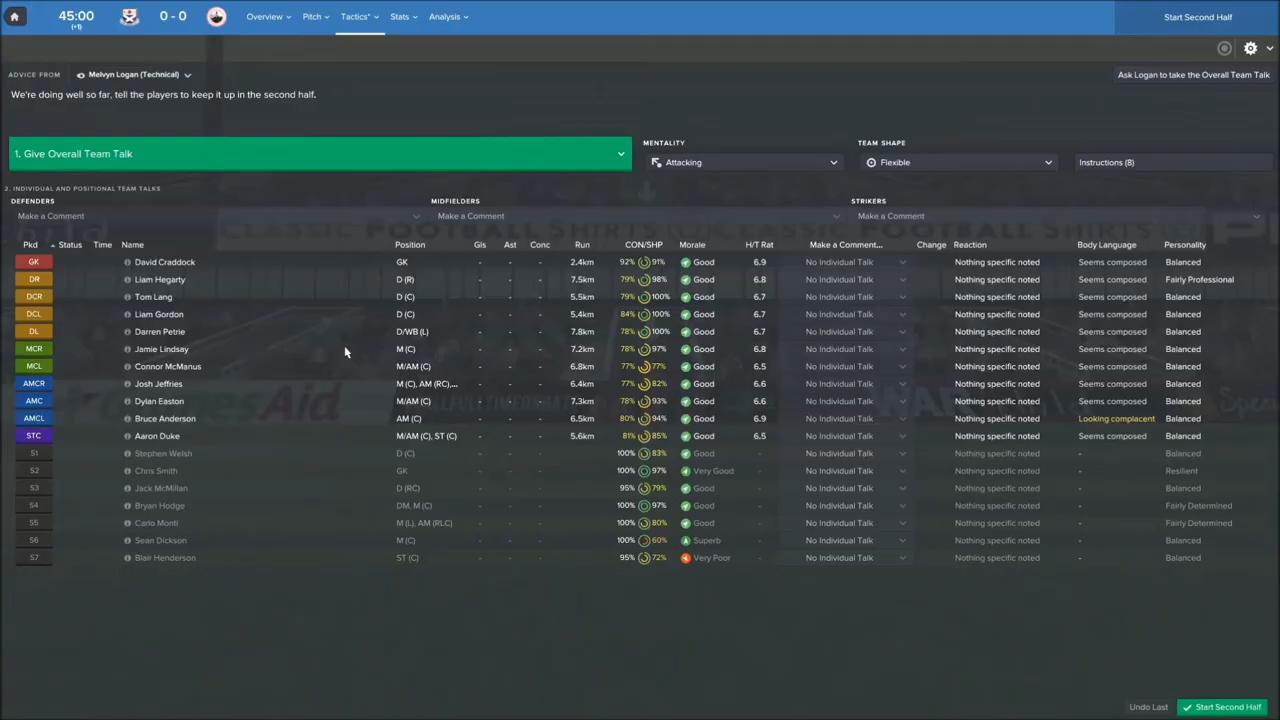 45:00 0 - 0 Overview Pitch Tactics* Stats Analysis Start Second Half
(+1)
ADVICE FROM Melvyn Logan (Technical) Ask Logan to take the Overall Team Talk
We're doing well so far, tell the players to keep it up in the second half.
MENTALITY TEAM SHAPE
1. Give Overall Team Talk Attacking Flexible Instructions (8)
2. INDIVIDUAL AND POSITIONAL TEAM TALKS
DEFENDERS MIDFIELDERS STRIKERS
Make a Comment Make a Comment Make a Comment
CLASSIC FOOTBALL SHIRTS
Pkd Status Time Name Position Gls Ast Conc Run CON/SHP Morale H/T Rat Make a Comment... Change Reaction Body Language Personality
GK David Craddock GK - - - 2.4km 92% 91% Good 6.9 No Individual Talk Nothing specific noted Seems composed Balanced
DR Liam Hegarty D (R) - - - 7.5km 79% 98% Good 6.8 No Individual Talk Nothing specific noted Seems composed Fairly Professional
DCR Tom Lang D (C) - - - 5.5km 79% 100% Good 6.7 No Individual Talk Nothing specific noted Seems composed Balanced
DCL Liam Gordon D (C) - - - 5.4km 84% 100% Good 6.7 No Individual Talk Nothing specific noted Seems composed Balanced
DL Darren Petrie D/WB (L) - - - 7.8km 78% 100% Good 6.7 No Individual Talk Nothing specific noted Seems composed Balanced
MCR Jamie Lindsay M (C) - - - 7.2km 78% 97% Good 6.8 No Individual Talk Nothing specific noted Seems composed Balanced
MCL Connor McManus M/AM (C) - - - 6.8km 77% 77% Good 6.5 No Individual Talk Nothing specific noted Seems composed Balanced
AMCR Josh Jeffries M (C), AM (RC),... - - - 6.4km 77% 82% Good 6.6 No Individual Talk Nothing specific noted Seems composed Balanced
AMC Dylan Easton M/AM (C) - - - 7.3km 78% 93% Good 6.6 No Individual Talk Nothing specific noted Seems composed Balanced
AMCL Bruce Anderson AM (C) - - - 6.5km 80% 94% Good 6.9 No Individual Talk Nothing specific noted Looking complacent Balanced
STC Aaron Duke M/AM (C), ST (C) - - - 5.6km 81% 85% Good 6.5 No Individual Talk Nothing specific noted Seems composed Balanced
S1 Stephen Welsh D (C) 100% 83% Good - No Individual Talk Nothing specific noted - Balanced
S2 Chris Smith GK 100% 97% Very Good - No Individual Talk Nothing specific noted - Resilient
S3 Jack McMillan D (RC) 95% 79% Good - No Individual Talk Nothing specific noted - Balanced
S4 Bryan Hodge DM, M (C) 100% 97% Good - No Individual Talk Nothing specific noted - Fairly Determined
S5 Carlo Monti M (L), AM (RLC) 100% 80% Good - No Individual Talk Nothing specific noted - Fairly Determined
S6 Sean Dickson M (C) 100% 60% Superb - No Individual Talk Nothing specific noted - Balanced
S7 Blair Henderson ST (C) 95% 72% Very Poor - No Individual Talk Nothing specific noted - Balanced
Undo Last Start Second Half